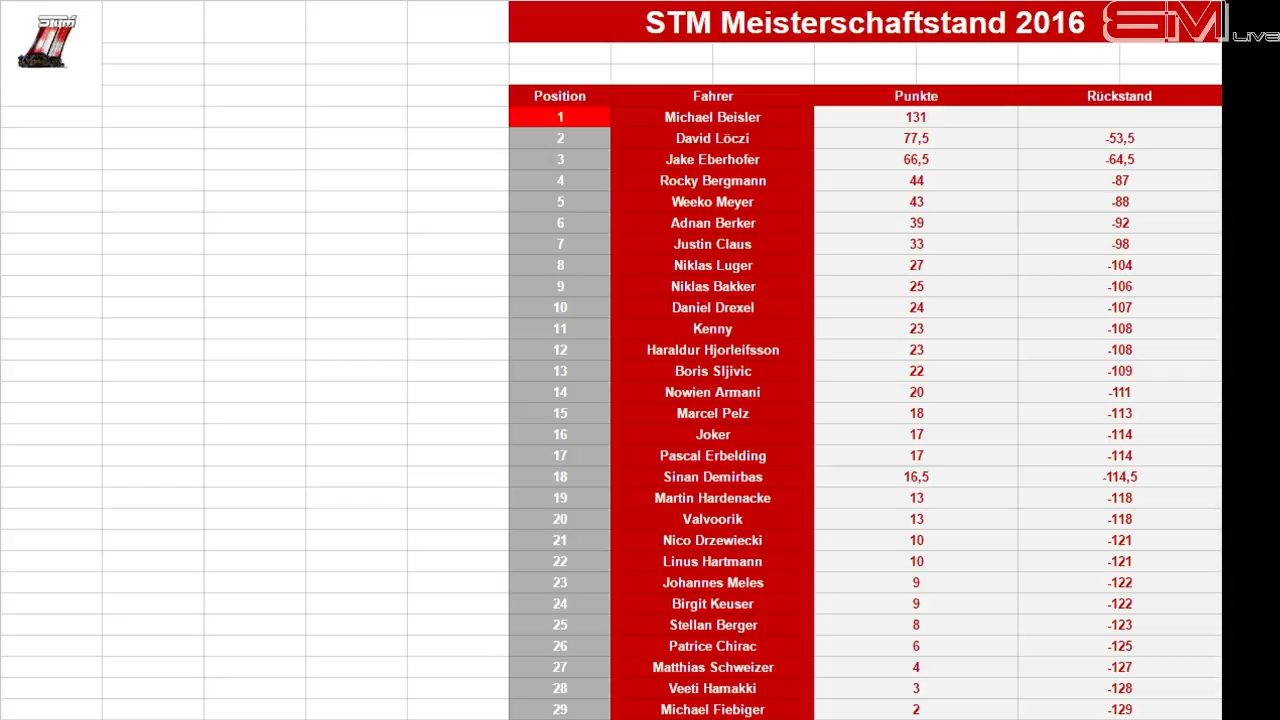 STM
STM Meisterschaftstand 2016
EM LIVE
Position Fahrer Punkte Rückstand
1 Michael Beisler 131
2 David Löczi 77,5 -53,5
3 Jake Eberhofer 66,5 -64,5
4 Rocky Bergmann 44 -87
5 Weeko Meyer 43 -88
6 Adnan Berker 39 -92
7 Justin Claus 33 -98
8 Niklas Luger 27 -104
9 Niklas Bakker 25 -106
10 Daniel Drexel 24 -107
11 Kenny 23 -108
12 Haraldur Hjorleifsson 23 -108
13 Boris Sljivic 22 -109
14 Nowien Armani 20 -111
15 Marcel Pelz 18 -113
16 Joker 17 -114
17 Pascal Erbelding 17 -114
18 Sinan Demirbas 16,5 -114,5
19 Martin Hardenacke 13 -118
20 Valvoorik 13 -118
21 Nico Drzewiecki 10 -121
22 Linus Hartmann 10 -121
23 Johannes Meles 9 -122
24 Birgit Keuser 9 -122
25 Stellan Berger 8 -123
26 Patrice Chirac 6 -125
27 Matthias Schweizer 4 -127
28 Veeti Hamakki 3 -128
29 Michael Fiebiger 2 -129